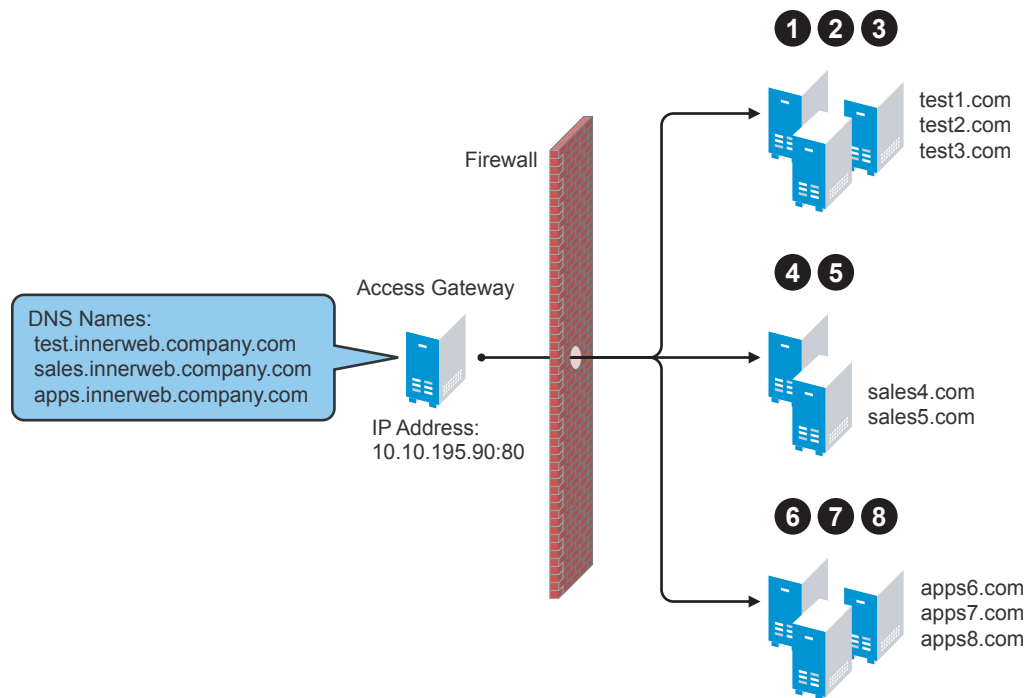 1 2 3
test1.com
test2.com
test3.com
Firewall
4 5
Access Gateway
DNS Names:
test.innerweb.company.com
sales.innerweb.company.com
apps.innerweb.company.com
sales4.com
sales5.com
IP Address:
10.10.195.90:80
6 7 8
apps6.com
apps7.com
apps8.com